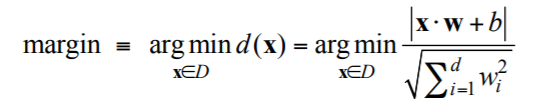 margin ≡ arg min d(x) = arg min |x · w + b| / √(∑_{i=1}^{d} w_i^2)
x∈D x∈D